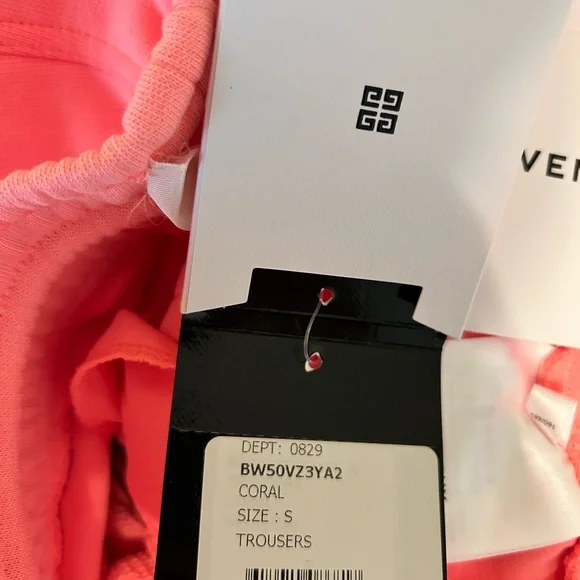 VEN
DEPT: 0829
BW50VZ3YA2
CORAL
SIZE : S
TROUSERS